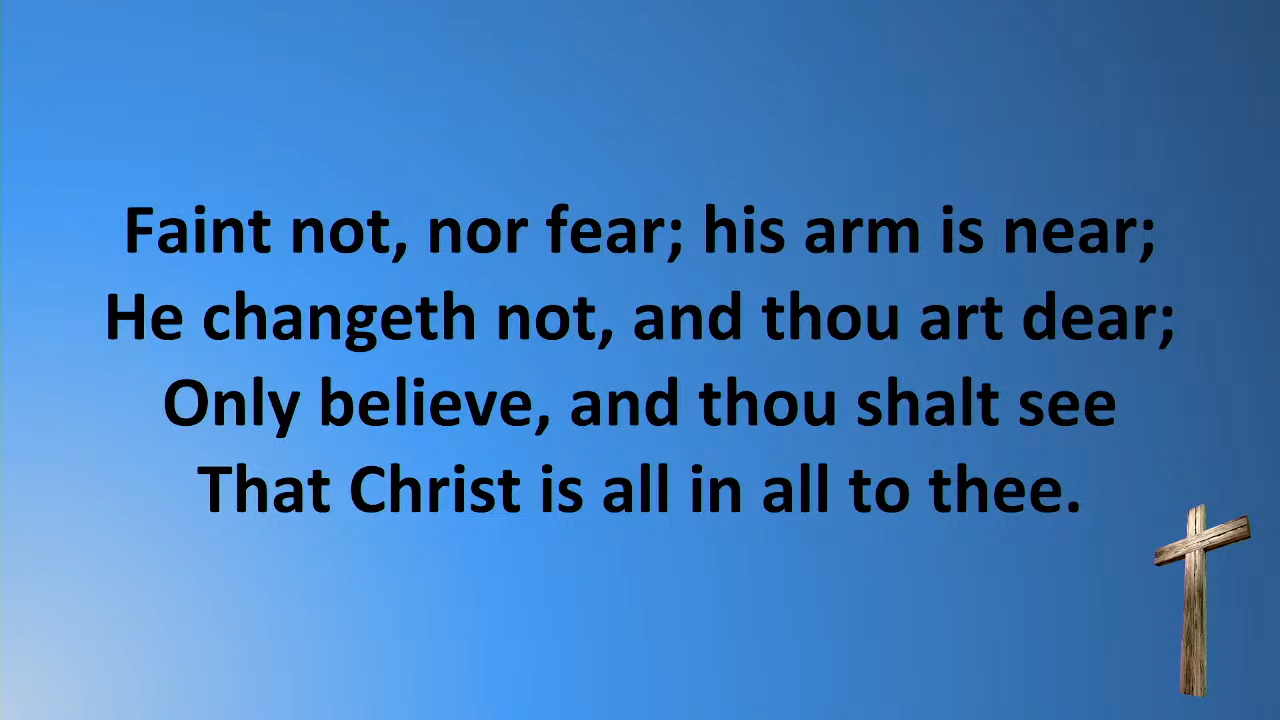 Faint not, nor fear; his arm is near;
He changeth not, and thou art dear;
Only believe, and thou shalt see
That Christ is all in all to thee.